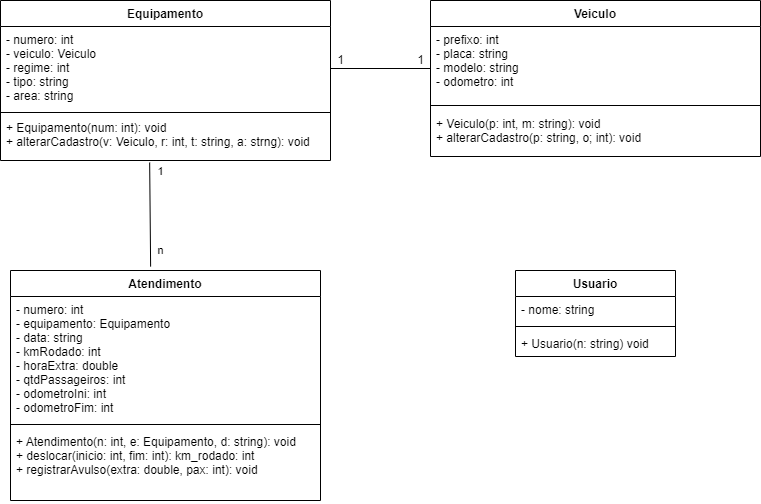 Equipamento
- numero: int
- veiculo: Veiculo
- regime: int
- tipo: string
- area: string
+ Equipamento(num: int): void
+ alterarCadastro(v: Veiculo, r: int, t: string, a: strng): void
1
1
Veiculo
- prefixo: int
- placa: string
- modelo: string
- odometro: int
+ Veiculo(p: int, m: string): void
+ alterarCadastro(p: string, o; int): void
1
n
Atendimento
- numero: int
- equipamento: Equipamento
- data: string
- kmRodado: int
- horaExtra: double
- qtdPassageiros: int
- odometroIni: int
- odometroFim: int
+ Atendimento(n: int, e: Equipamento, d: string): void
+ deslocar(inicio: int, fim: int): km_rodado: int
+ registrarAvulso(extra: double, pax: int): void
Usuario
- nome: string
+ Usuario(n: string) void